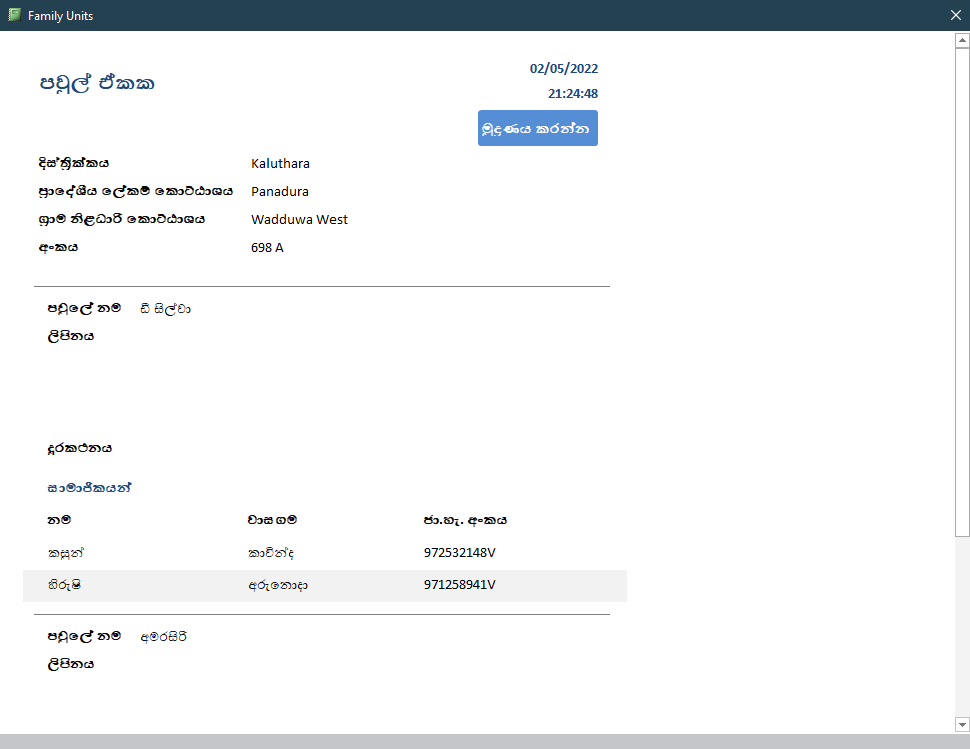 Family Units
පවුල් ඒකක
02/05/2022
21:24:48
මුද්‍රණය කරන්න
දිස්ත්‍රික්කය Kaluthara
ප්‍රාදේශීය ලේකම් කොට්ඨාශය Panadura
ග්‍රාම නිළධාරී කොට්ඨාශය Wadduwa West
අංකය 698 A
පවුලේ නම ඩි සිල්වා
ලිපිනය
දුරකථනය
සාමාජිකයන්
නම වාසගම ජා.හැ. අංකය
කසුන් කාවින්ද 972532148V
හිරුෂි අරුනොදා 971258941V
පවුලේ නම අමරසිරි
ලිපිනය